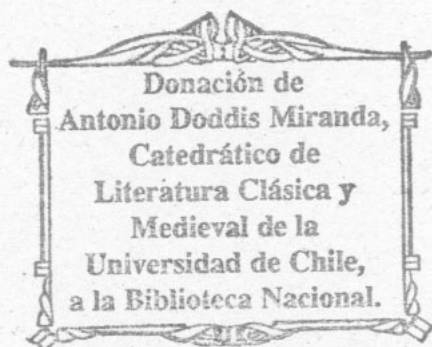 Donación de
Antonio Doddis Miranda,
Catedrático de
Literatura Clásica y
Medieval de la
Universidad de Chile,
a la Biblioteca Nacional.